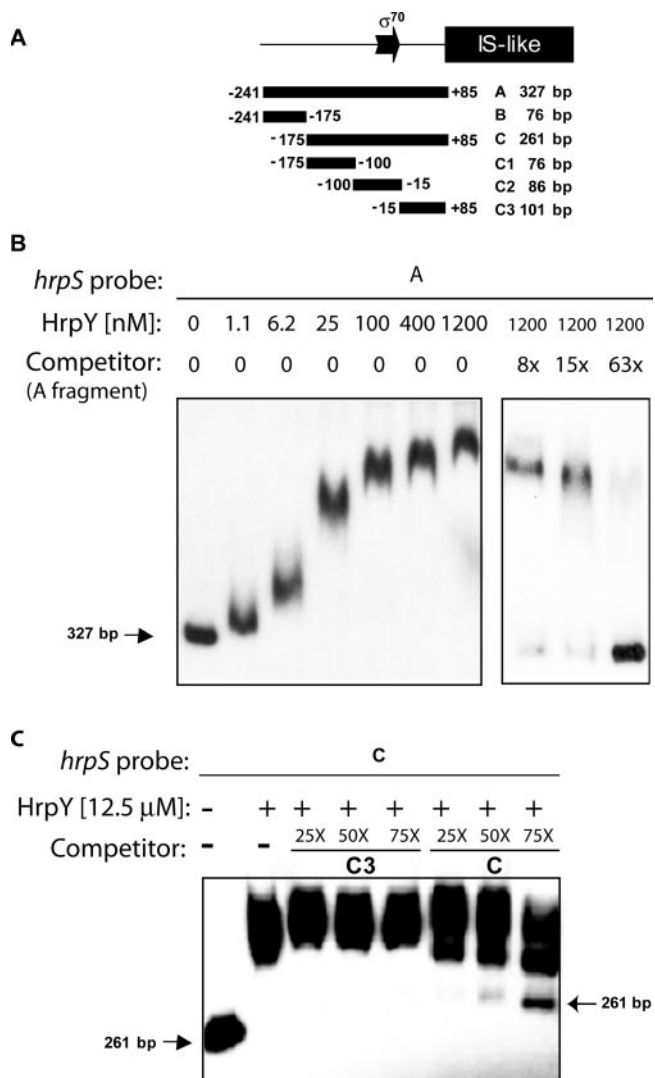 A
σ70
IS-like
-241 +85 A 327 bp
-241 -175 B 76 bp
-175 +85 C 261 bp
-175 -100 C1 76 bp
-100 -15 C2 86 bp
-15 +85 C3 101 bp
B
hrpS probe: A
HrpY [nM]: 0 1.1 6.2 25 100 400 1200 1200 1200 1200
Competitor: 0 0 0 0 0 0 0 8x 15x 63x
(A fragment)
327 bp
C
hrpS probe: C
HrpY [12.5 μM]: - + + + + + + +
Competitor: - - 25X 50X 75X 25X 50X 75X
C3 C
261 bp
261 bp